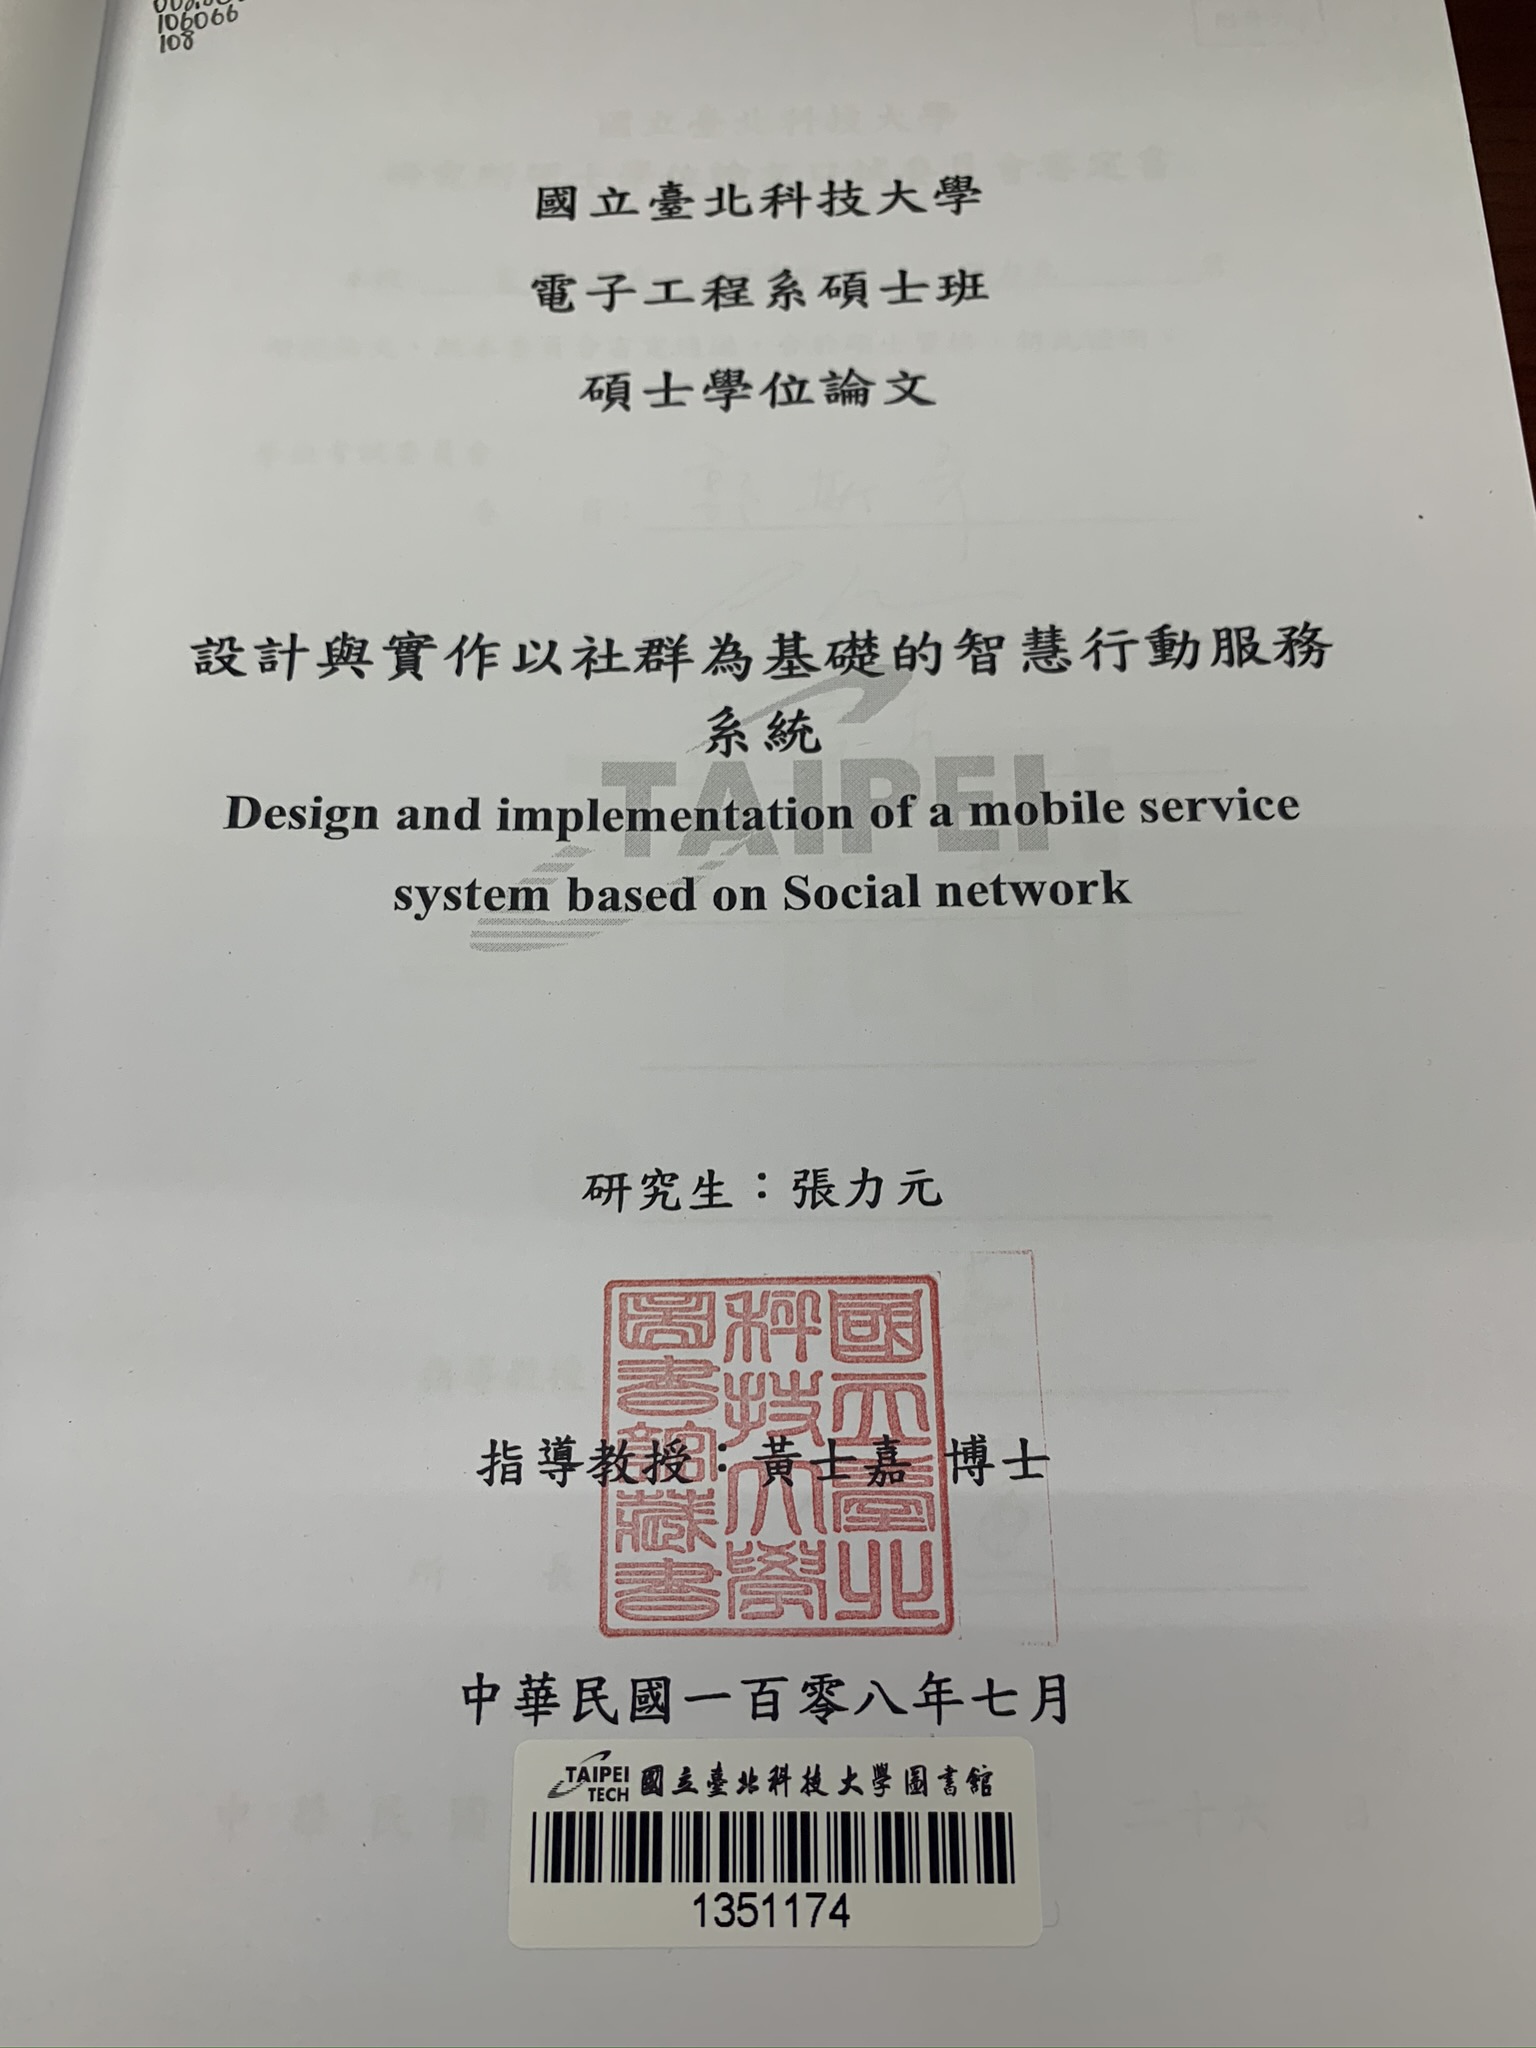 106066
108
國立臺北科技大學
電子工程系碩士班
碩士學位論文
設計與實作以社群為基礎的智慧行動服務
系統
TAIPEI
Design and implementation of a mobile service
system based on Social network
研究生：張力元
國立臺北
科技大學
圖書館藏書
指導教授：黃士嘉 博士
中華民國一百零八年七月
TAIPEI TECH 國立臺北科技大學圖書館
1351174